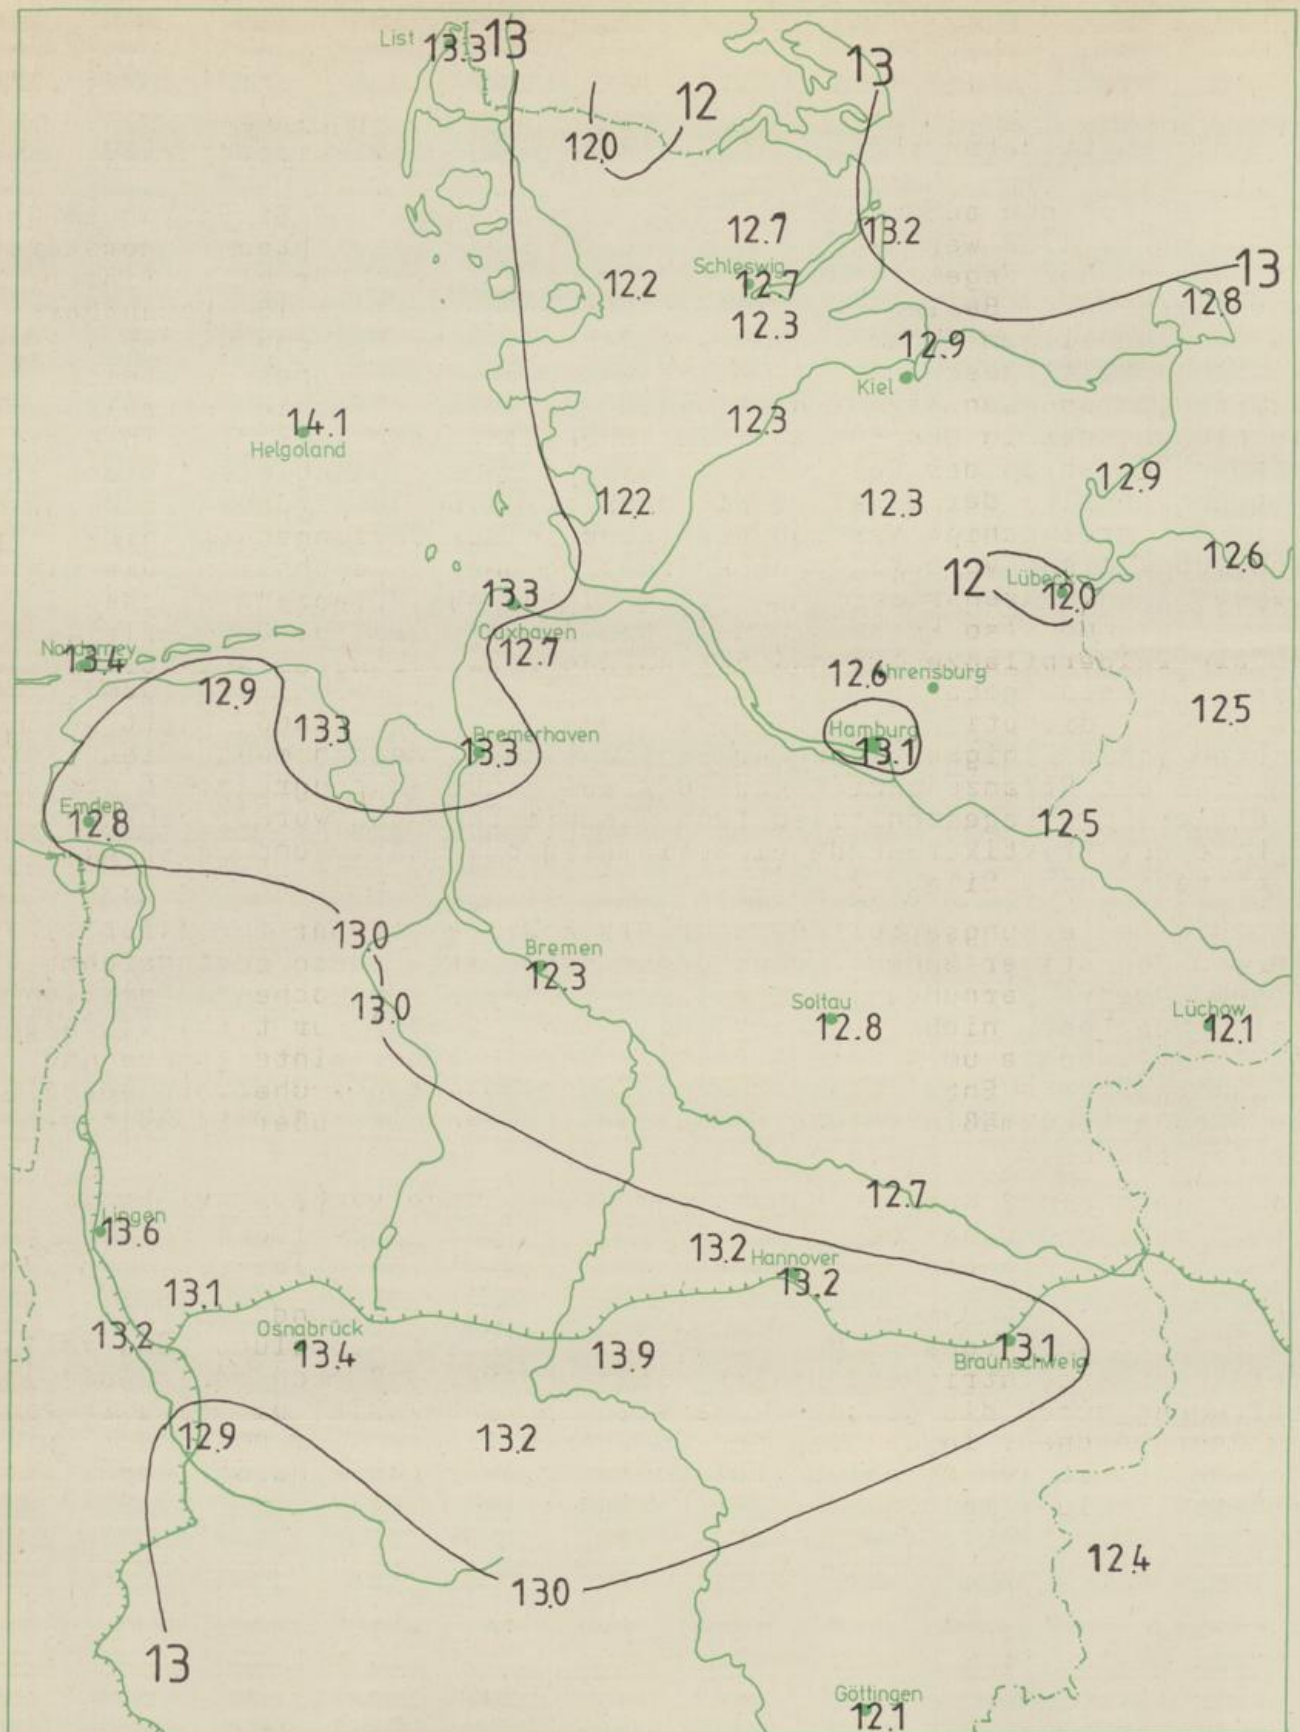 List
13.3
13
13
12
12.0
12.7
13.2
Schleswig
12.7
13
12.2
12.8
12.3
12.9
Kiel
14.1
Helgoland
12.3
12.9
12.2
12.3
12.6
12
Lübeck
12.0
13.3
Cuxhaven
12.7
Norderney
13.4
12.6
Ahrensburg
12.9
12.5
13.3
Bremerhaven
13.3
Hamburg
13.1
Emden
12.8
12.5
13.0
Bremen
12.3
13.0
Soltau
12.8
Lüchow
12.1
12.7
Lingen
13.6
13.2
Hannover
13.2
13.1
13.2
Osnabrück
13.4
13.9
13.1
Braunschweig
12.9
13.2
12.4
13.0
13
Göttingen
12.1